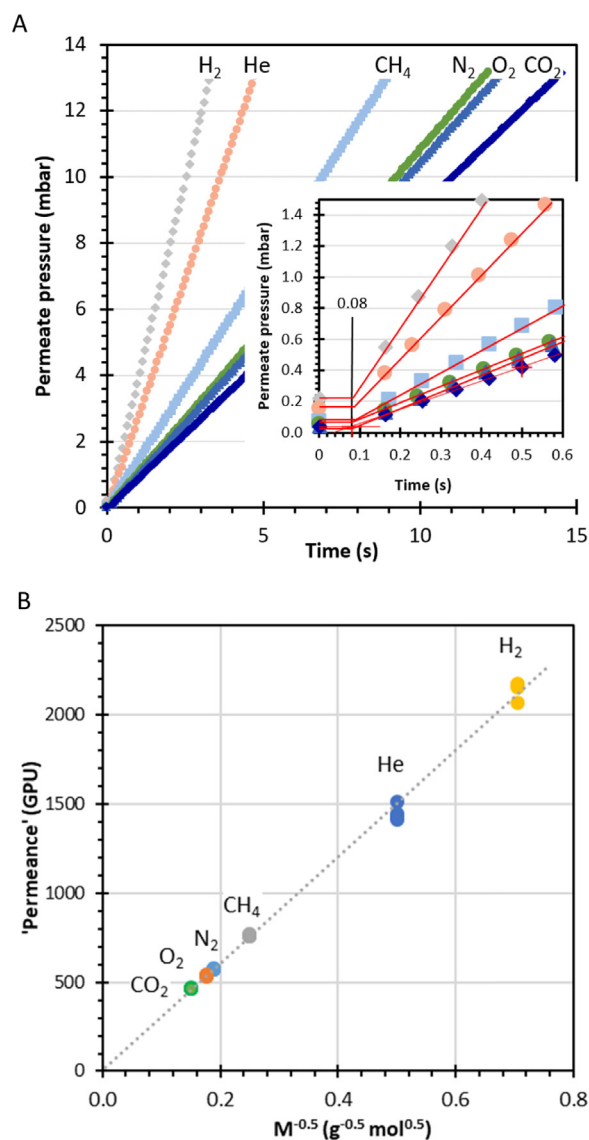 A
14
12
10
8
6
4
2
0
Permeate pressure (mbar)
H₂ He CH₄ N₂ O₂ CO₂
1.4
1.2
1.0
0.8
0.6
0.4
0.2
0.0
Permeate pressure (mbar)
0.08
0 0.1 0.2 0.3 0.4 0.5 0.6
Time (s)
0 5 10 15
Time (s)
B
2500
2000
1500
1000
500
0
'Permeance' (GPU)
H₂
He
CH₄
N₂
O₂
CO₂
0.0 0.2 0.4 0.6 0.8
M⁻⁰·⁵ (g⁻⁰·⁵ mol⁰·⁵)